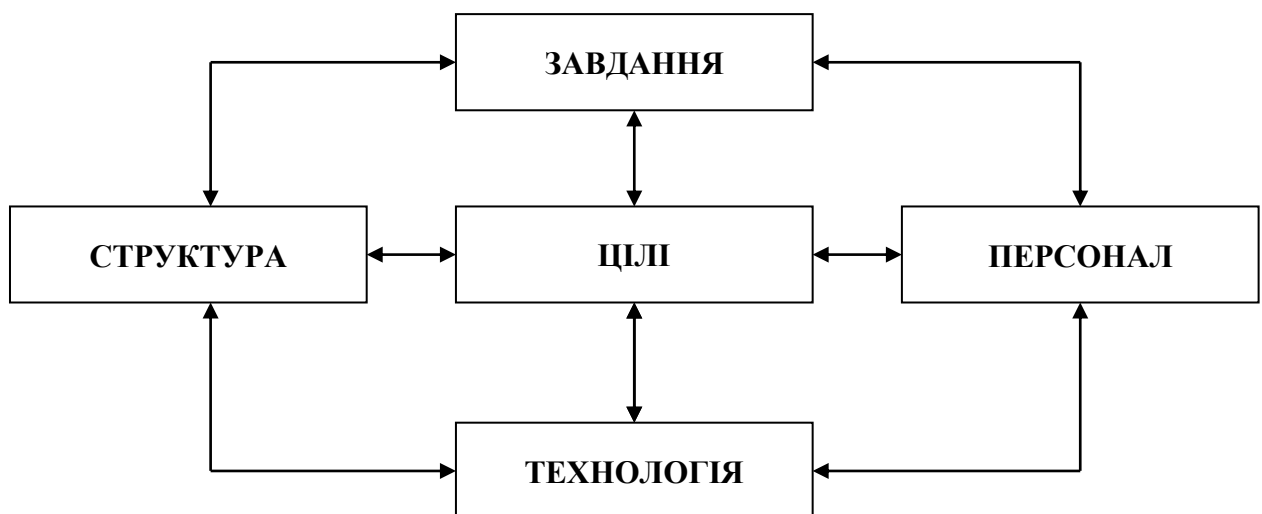 ЗАВДАННЯ
СТРУКТУРА
ЦІЛІ
ПЕРСОНАЛ
ТЕХНОЛОГІЯ